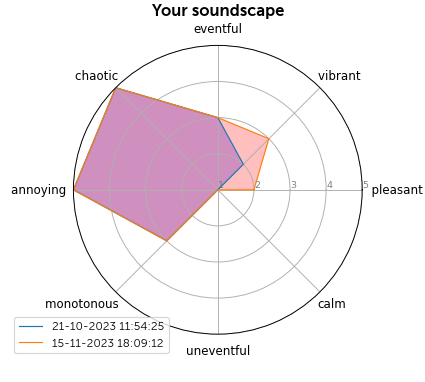 Your soundscape
eventful
chaotic
vibrant
annoying
1 2 3 4 5
pleasant
monotonous
calm
uneventful
21-10-2023 11:54:25
15-11-2023 18:09:12